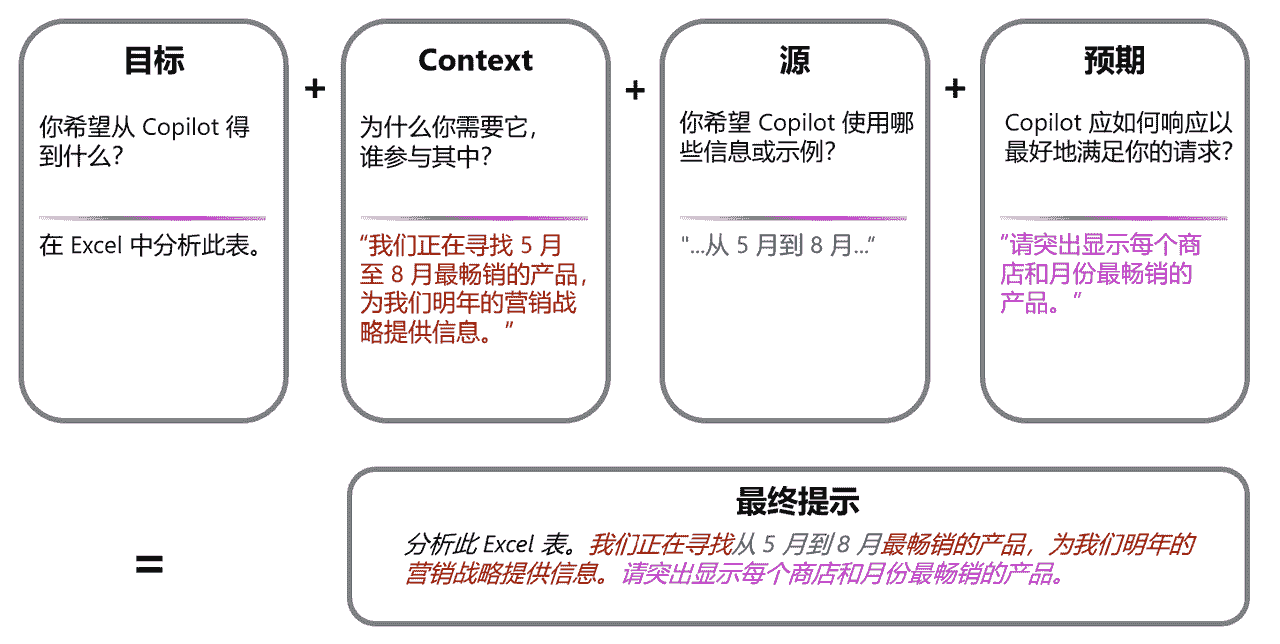 目标
你希望从 Copilot 得
到什么？
在 Excel 中分析此表。
+
Context
为什么你需要它，
谁参与其中？
“我们正在寻找 5 月
至 8 月最畅销的产品，
为我们明年的营销战
略提供信息。”
+
源
你希望 Copilot 使用哪
些信息或示例？
"...从 5 月到 8 月...“
+
预期
Copilot 应如何响应以
最好地满足你的请求？
”请突出显示每个商
店和月份最畅销的
产品。”
=
最终提示
分析此 Excel 表。我们正在寻找从 5 月到 8 月最畅销的产品，为我们明年的
营销战略提供信息。请突出显示每个商店和月份最畅销的产品。